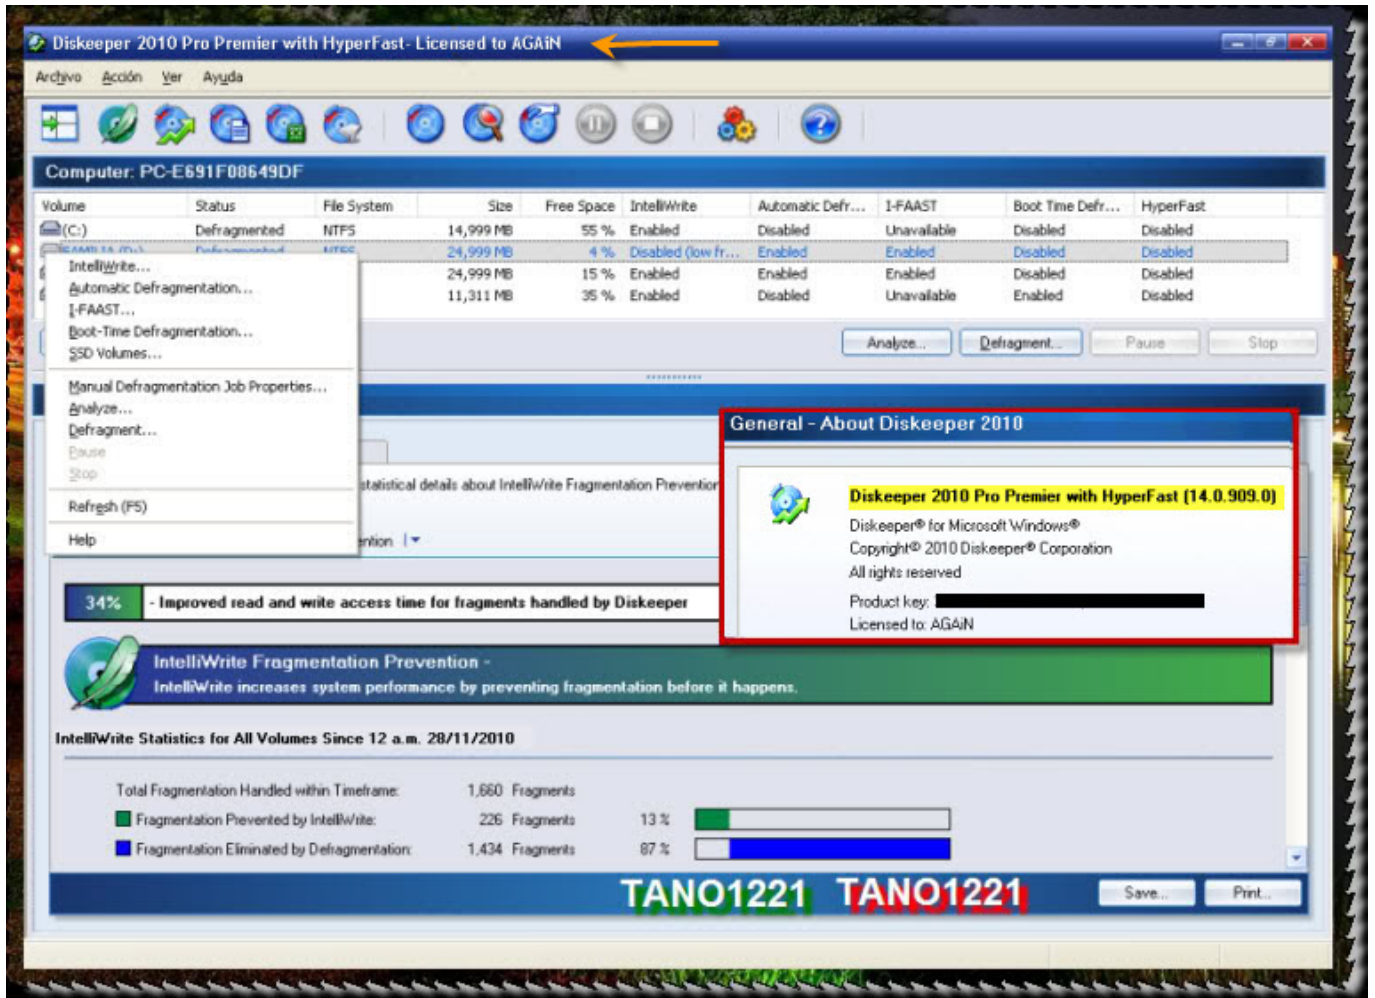 Diskeeper 2010 Pro Premier with HyperFast- Licensed to AGAiN
Archivo Acción Ver Ayuda
Computer: PC-E691F08649DF
Volume Status File System Size Free Space IntelliWrite Automatic Defr... I-FAAST Boot Time Defr... HyperFast
(C:) Defragmented NTFS 14,999 MB 55 % Enabled Disabled Unavailable Disabled Disabled
FAMILIA (D:) Defragmented NTFS 24,999 MB 4 % Disabled (low fr... Enabled Enabled Disabled Disabled
24,999 MB 15 % Enabled Disabled Enabled Disabled Disabled
11,311 MB 35 % Enabled Disabled Unavailable Enabled Disabled
IntelliWrite...
Automatic Defragmentation...
I-FAAST...
Boot-Time Defragmentation...
SSD Volumes...
Manual Defragmentation Job Properties...
Analyze...
Defragment...
Pause
Stop
Refresh (F5)
Help
Analyze... Defragment... Pause Stop
statistical details about IntelliWrite Fragmentation Prevention
ention
General - About Diskeeper 2010
Diskeeper 2010 Pro Premier with HyperFast (14.0.909.0)
Diskeeper® for Microsoft Windows®
Copyright© 2010 Diskeeper® Corporation
All rights reserved
Product key:
Licensed to: AGAiN
34% - Improved read and write access time for fragments handled by Diskeeper
IntelliWrite Fragmentation Prevention -
IntelliWrite increases system performance by preventing fragmentation before it happens.
IntelliWrite Statistics for All Volumes Since 12 a.m. 28/11/2010
Total Fragmentation Handled within Timeframe: 1,660 Fragments
Fragmentation Prevented by IntelliWrite: 226 Fragments 13 %
Fragmentation Eliminated by Defragmentation: 1,434 Fragments 87 %
TANO1221 TANO1221
Save... Print...